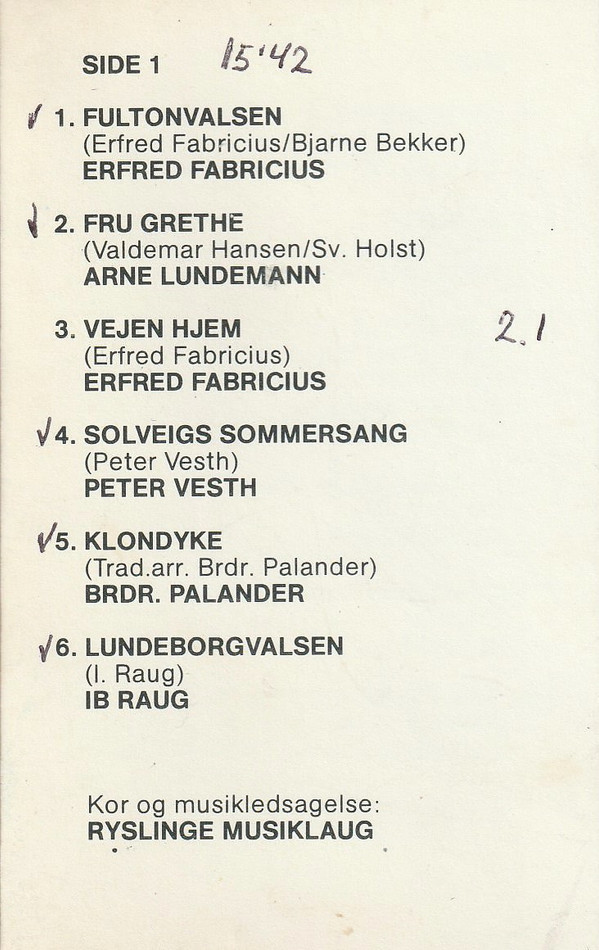 SIDE 1 15'42
✓ 1. FULTONVALSEN
(Erfred Fabricius/Bjarne Bekker)
ERFRED FABRICIUS
✓ 2. FRU GRETHE
(Valdemar Hansen/Sv. Holst)
ARNE LUNDEMANN
3. VEJEN HJEM 2.1
(Erfred Fabricius)
ERFRED FABRICIUS
✓ 4. SOLVEIGS SOMMERSANG
(Peter Vesth)
PETER VESTH
✓ 5. KLONDYKE
(Trad.arr. Brdr. Palander)
BRDR. PALANDER
✓ 6. LUNDEBORGVALSEN
(I. Raug)
IB RAUG
Kor og musikledsagelse:
RYSLINGE MUSIKLAUG